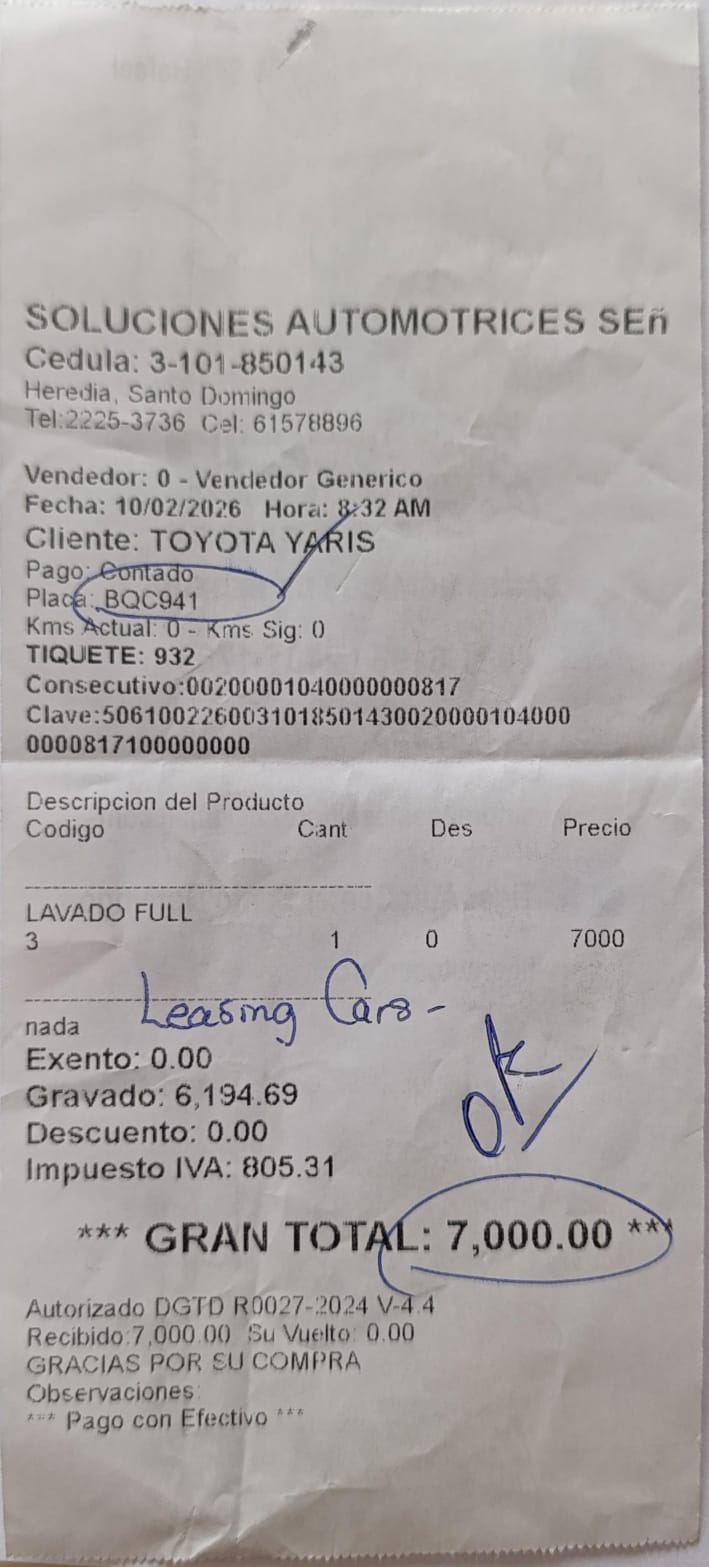 SOLUCIONES AUTOMOTRICES SEñ
Cedula: 3-101-850143
Heredia, Santo Domingo
Tel:2225-3736 Cel: 61578896
Vendedor: 0 - Vendedor Generico
Fecha: 10/02/2026 Hora: 8:32 AM
Cliente: TOYOTA YARIS
Pago: Contado
Placa: BQC941
Kms Actual: 0 - Kms Sig: 0
TIQUETE: 932
Consecutivo:00200001040000000817
Clave:506100226003101850143002000010400​0
0000817100000000
Descripcion del Producto
Codigo Cant Des Precio
LAVADO FULL
3 1 0 7000
Leasing Cars -
nada
Exento: 0.00
OK
Gravado: 6,194.69
Descuento: 0.00
Impuesto IVA: 805.31
*** GRAN TOTAL: 7,000.00 ***
Autorizado DGTD R0027-2024 V-4.4
Recibido:7,000.00 Su Vuelto: 0.00
GRACIAS POR SU COMPRA
Observaciones:
*** Pago con Efectivo ***